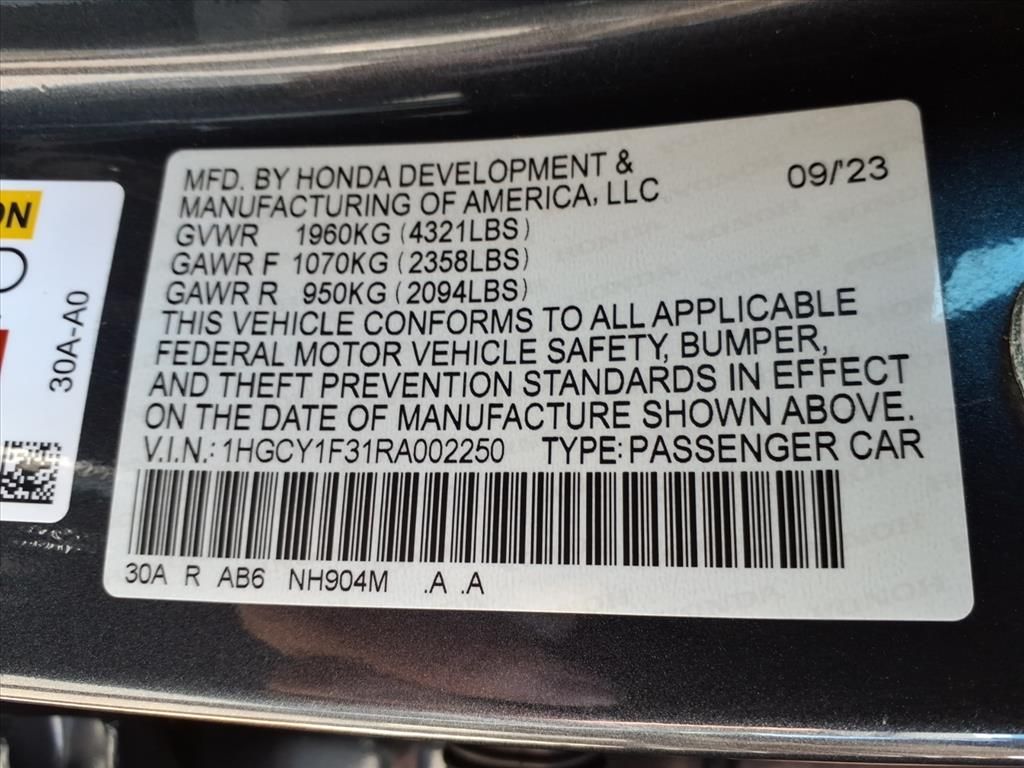 MFD. BY HONDA DEVELOPMENT & 09/'23
MANUFACTURING OF AMERICA, LLC
GVWR 1960KG (4321LBS)
GAWR F 1070KG (2358LBS)
GAWR R 950KG (2094LBS)
THIS VEHICLE CONFORMS TO ALL APPLICABLE
FEDERAL MOTOR VEHICLE SAFETY, BUMPER,
AND THEFT PREVENTION STANDARDS IN EFFECT
ON THE DATE OF MANUFACTURE SHOWN ABOVE.
V.I.N.: 1HGCY1F31RA002250 TYPE: PASSENGER CAR
30A R AB6 NH904M .A .A
ON
30A-A0